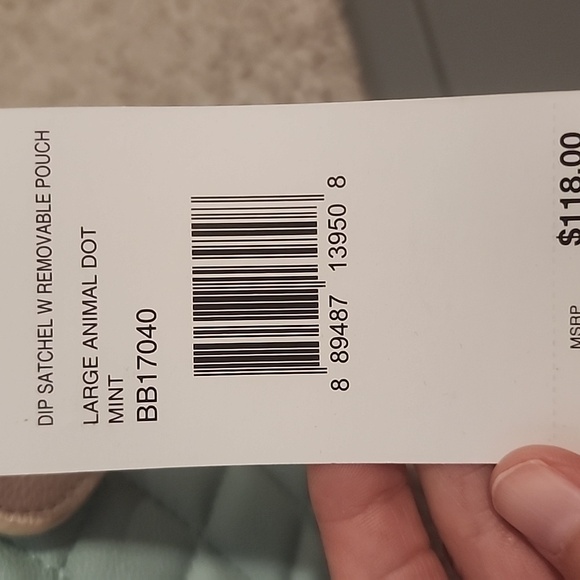 DIP SATCHEL W REMOVABLE POUCH
LARGE ANIMAL DOT
MINT
BB17040
8 89487 13950 8
MSRP $118.00